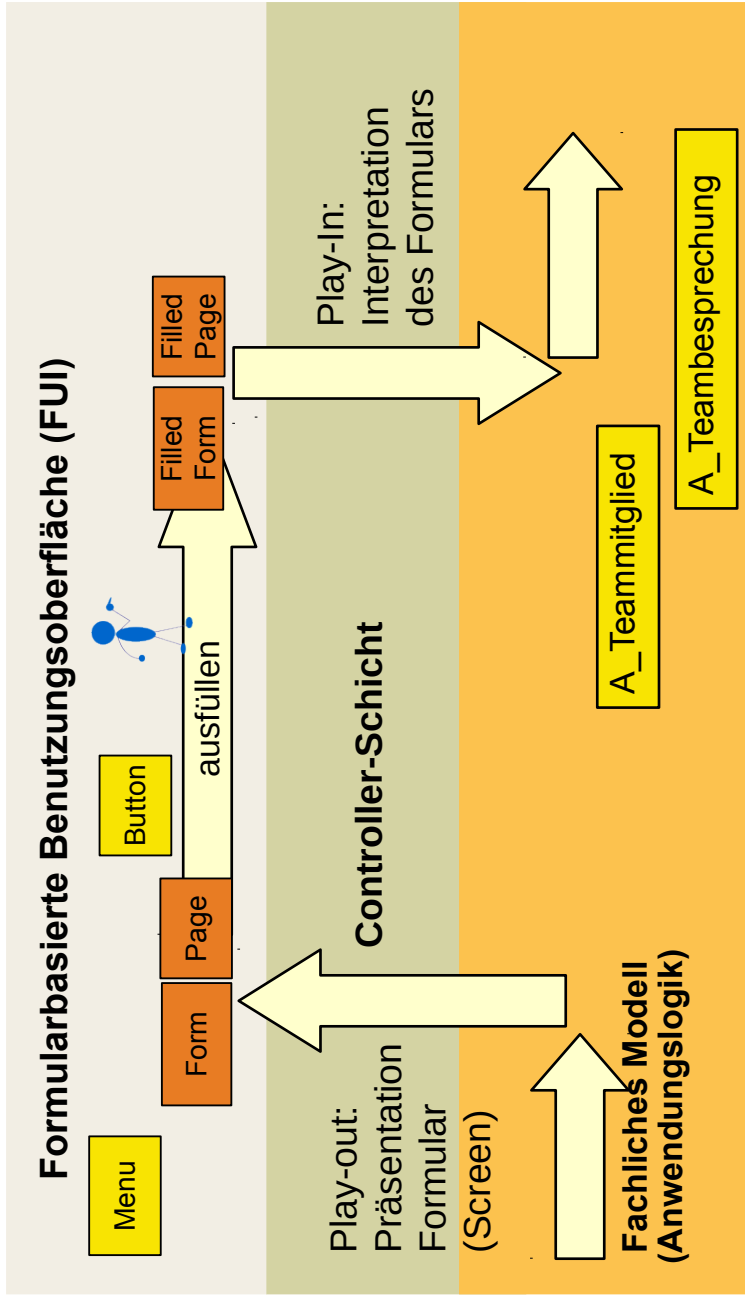 Formularbasierte Benutzungsoberfläche (FUI)
Menu
Button
Form
Page
ausfüllen
Filled
Form
Filled
Page
Play-out:
Präsentation
Formular
(Screen)
Controller-Schicht
Play-In:
Interpretation
des Formulars
Fachliches Modell
(Anwendungslogik)
A_Teammitglied
A_Teambesprechung